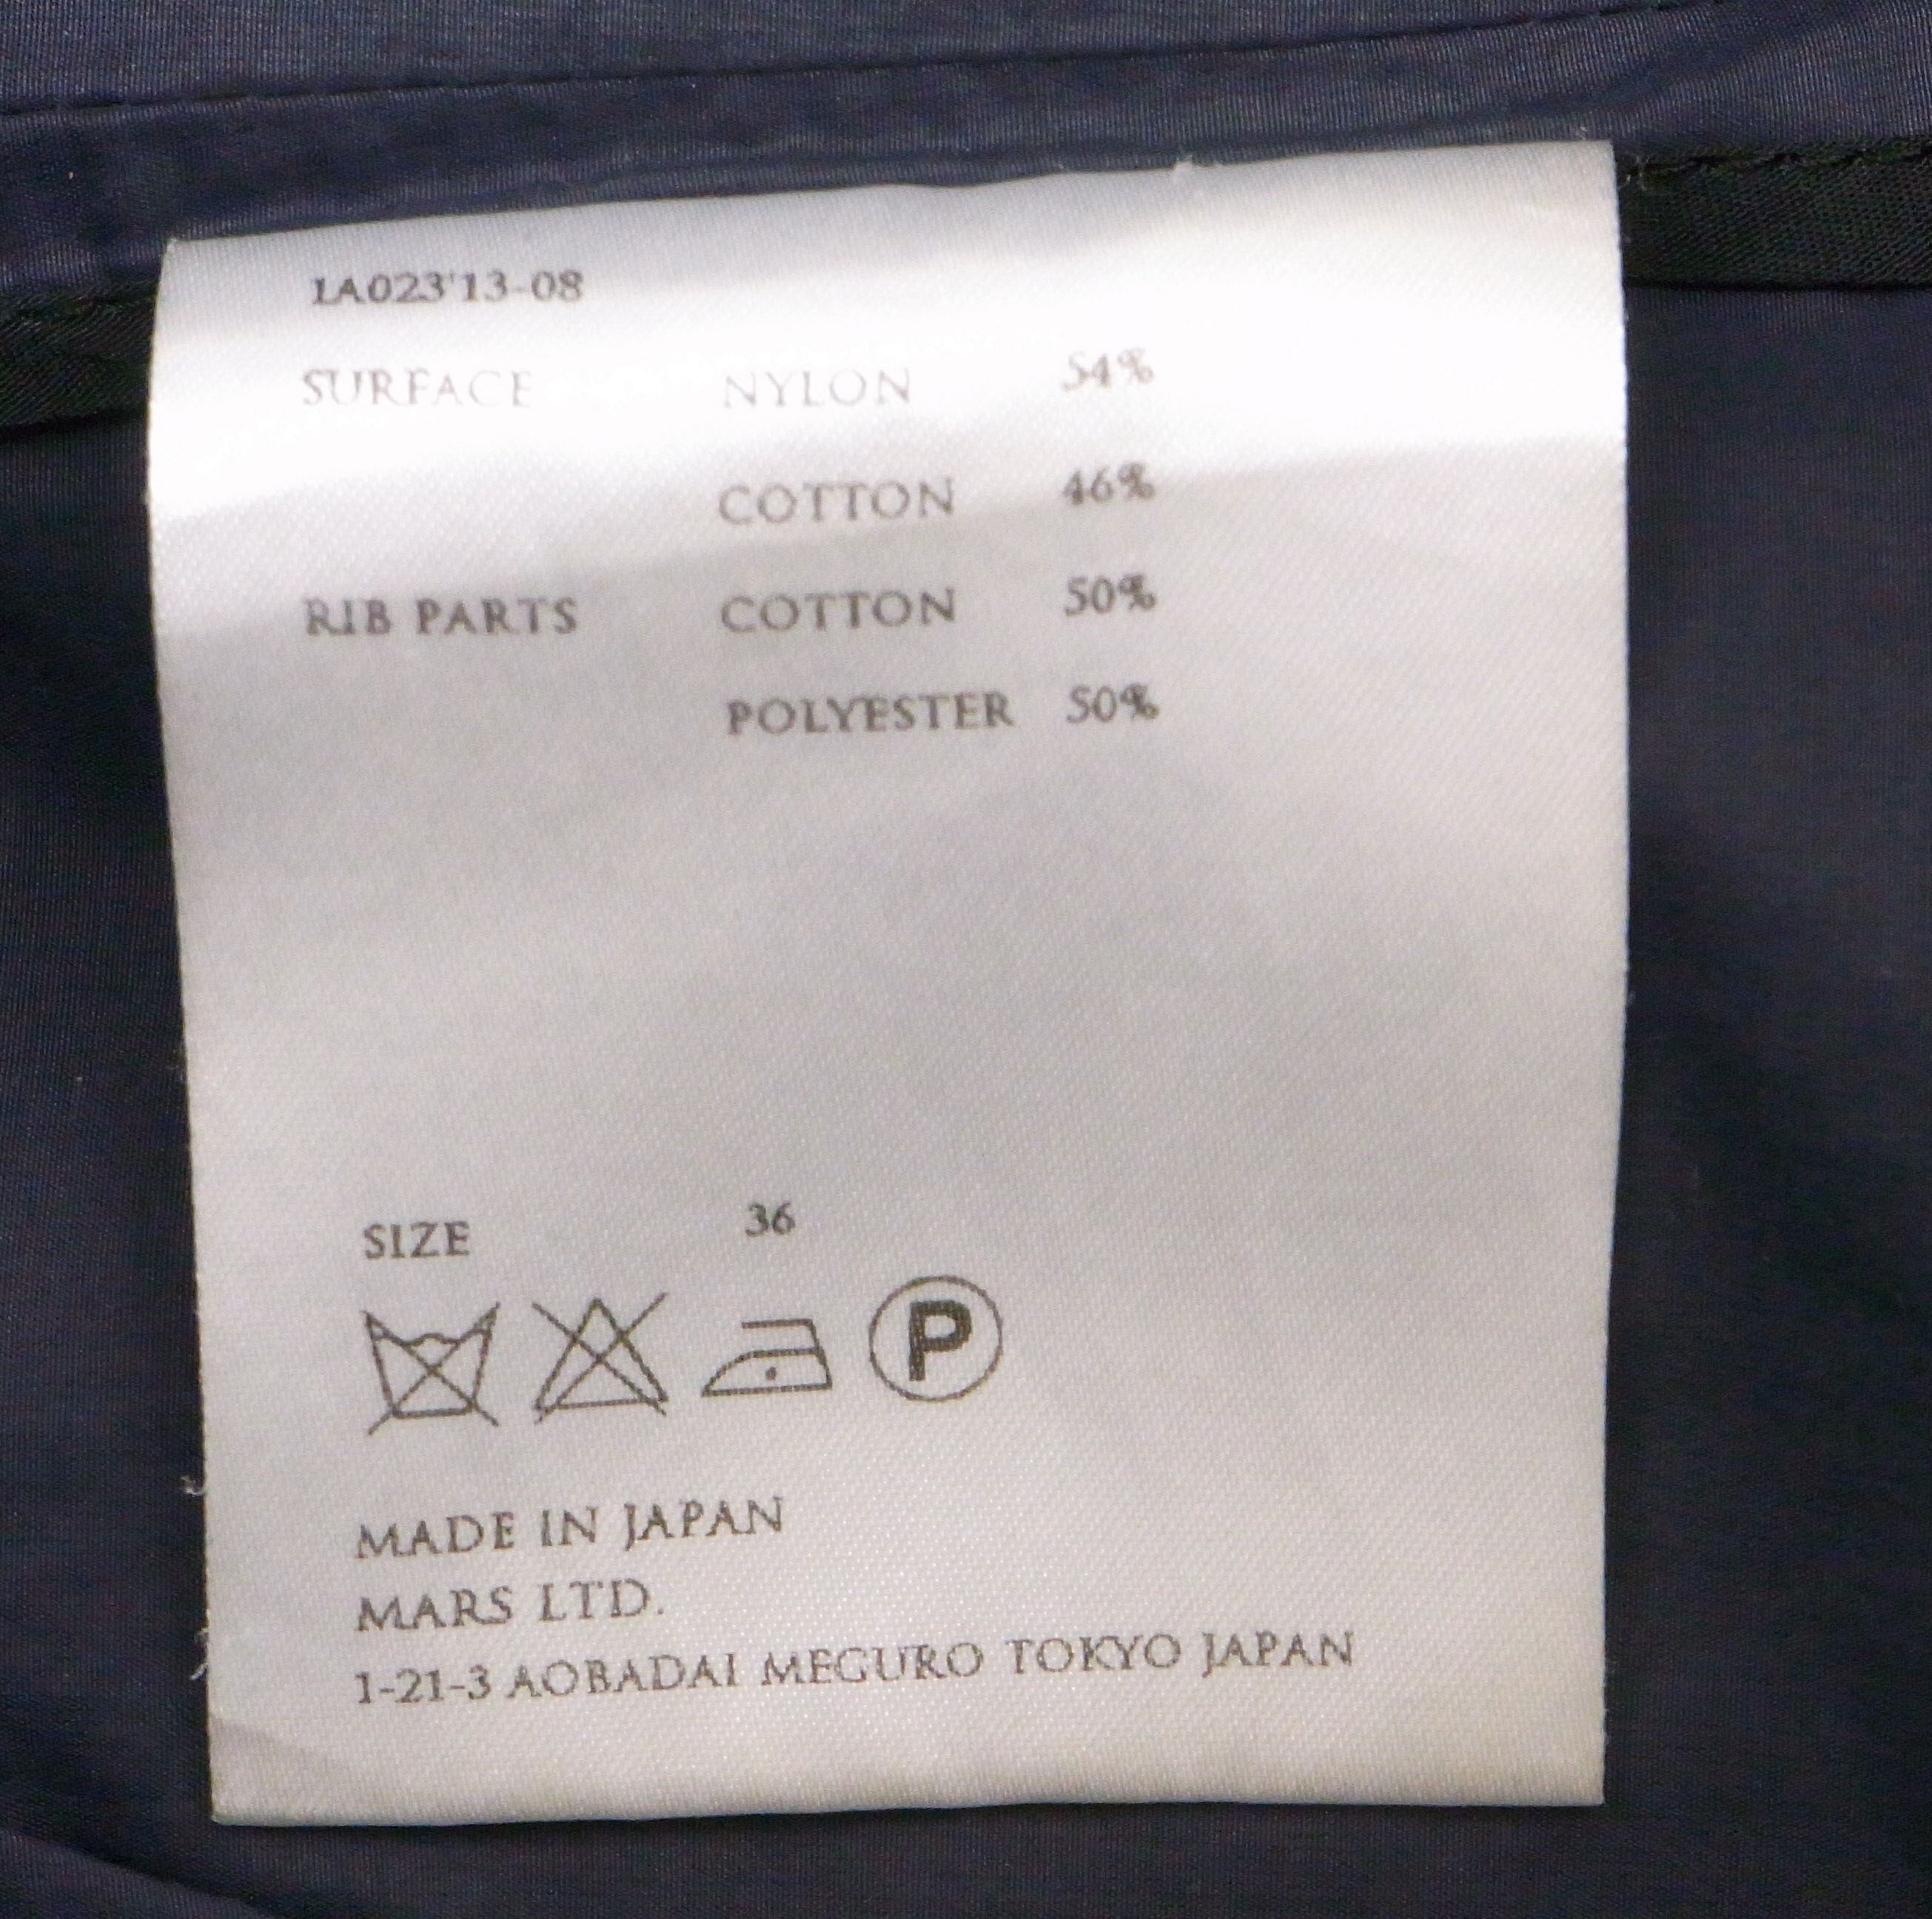 1A023'13-08
SURFACE NYLON 54%
COTTON 46%
RIB PARTS COTTON 50%
POLYESTER 50%
SIZE 36
P
MADE IN JAPAN
MARS LTD.
1-21-3 AOBADAI MEGURO TOKYO JAPAN